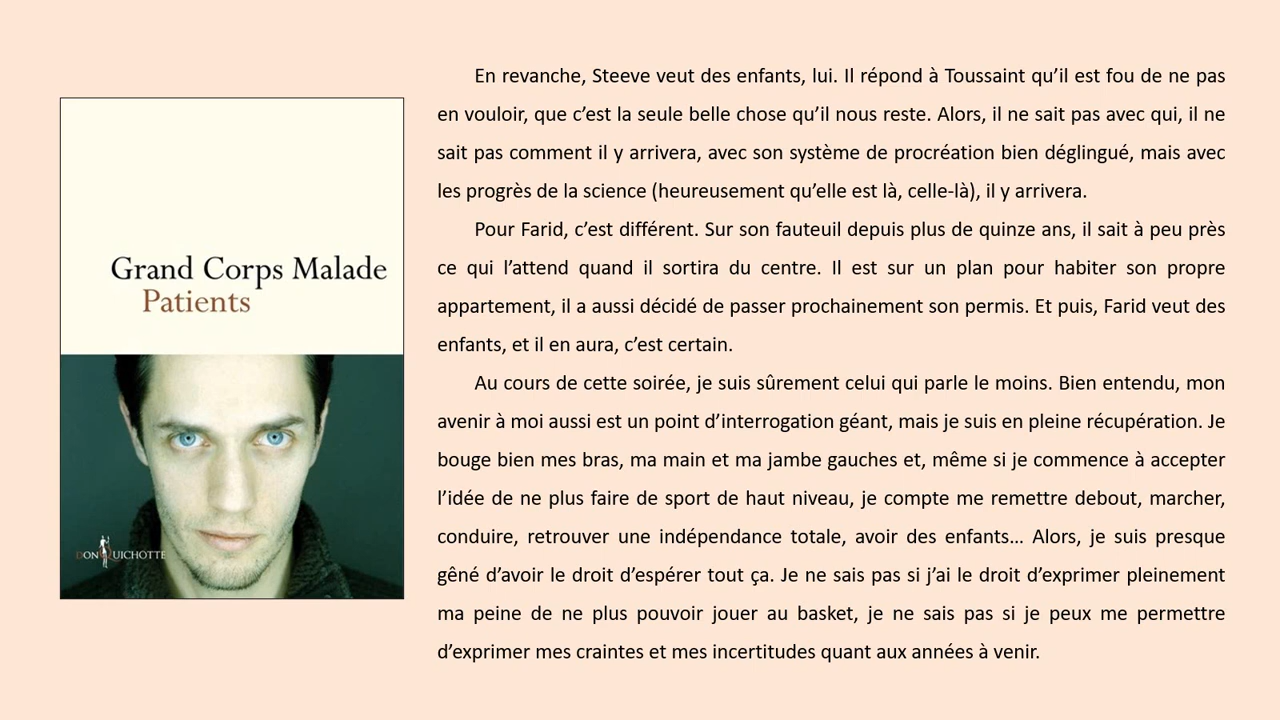 Grand Corps Malade
Patients
DON QUICHOTTE
En revanche, Steeve veut des enfants, lui. Il répond à Toussaint qu’il est fou de ne pas
en vouloir, que c’est la seule belle chose qu’il nous reste. Alors, il ne sait pas avec qui, il ne
sait pas comment il y arrivera, avec son système de procréation bien déglingué, mais avec
les progrès de la science (heureusement qu’elle est là, celle-là), il y arrivera.
Pour Farid, c’est différent. Sur son fauteuil depuis plus de quinze ans, il sait à peu près
ce qui l’attend quand il sortira du centre. Il est sur un plan pour habiter son propre
appartement, il a aussi décidé de passer prochainement son permis. Et puis, Farid veut des
enfants, et il en aura, c’est certain.
Au cours de cette soirée, je suis sûrement celui qui parle le moins. Bien entendu, mon
avenir à moi aussi est un point d’interrogation géant, mais je suis en pleine récupération. Je
bouge bien mes bras, ma main et ma jambe gauches et, même si je commence à accepter
l’idée de ne plus faire de sport de haut niveau, je compte me remettre debout, marcher,
conduire, retrouver une indépendance totale, avoir des enfants… Alors, je suis presque
gêné d’avoir le droit d’espérer tout ça. Je ne sais pas si j’ai le droit d’exprimer pleinement
ma peine de ne plus pouvoir jouer au basket, je ne sais pas si je peux me permettre
d’exprimer mes craintes et mes incertitudes quant aux années à venir.